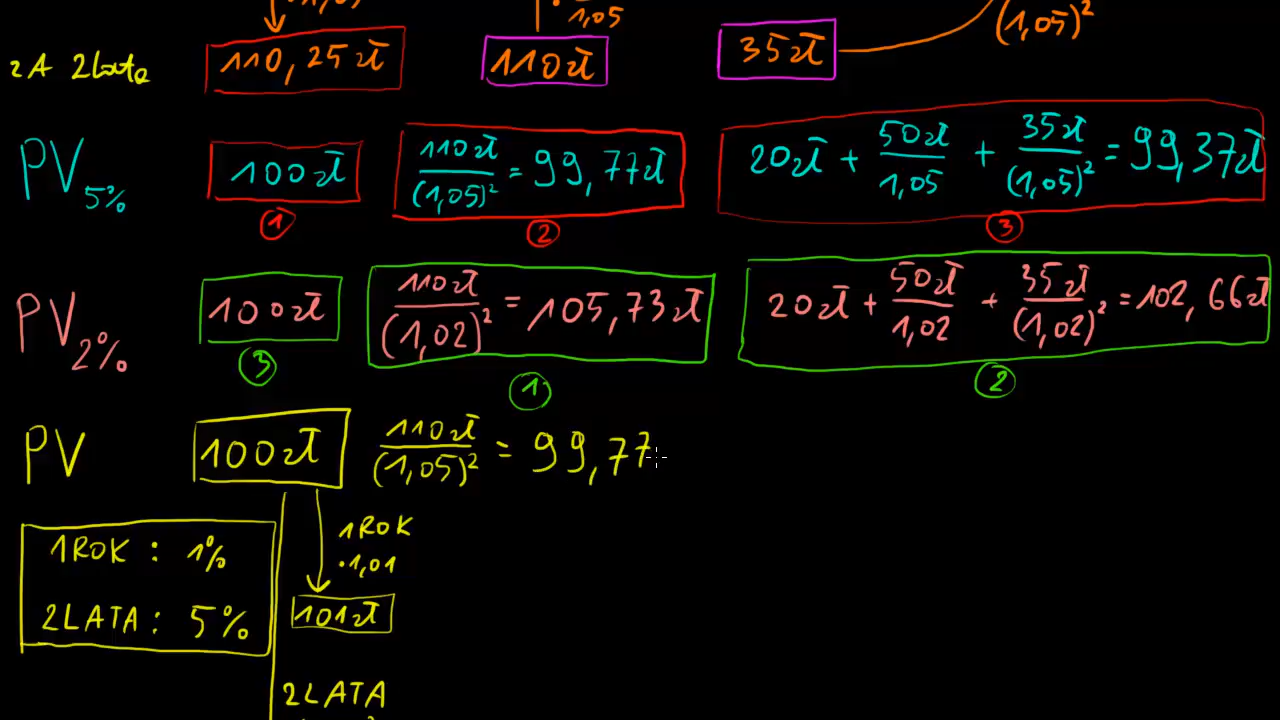 (1,05)²
1,05
zA 2lata 110,25zł 110zł 35zł
PV5% 100zł 110zł/(1,05)² = 99,77zł 20zł + 50zł/1,05 + 35zł/(1,05)² = 99,37zł
1 2 3
PV2% 100zł 110zł/(1,02)² = 105,73zł 20zł + 50zł/1,02 + 35zł/(1,02)² = 102,66zł
3 1 2
PV 100zł 110zł/(1,05)² = 99,77
1ROK
1ROK : 1%
·1,01
2LATA : 5%
101zł
2LATA